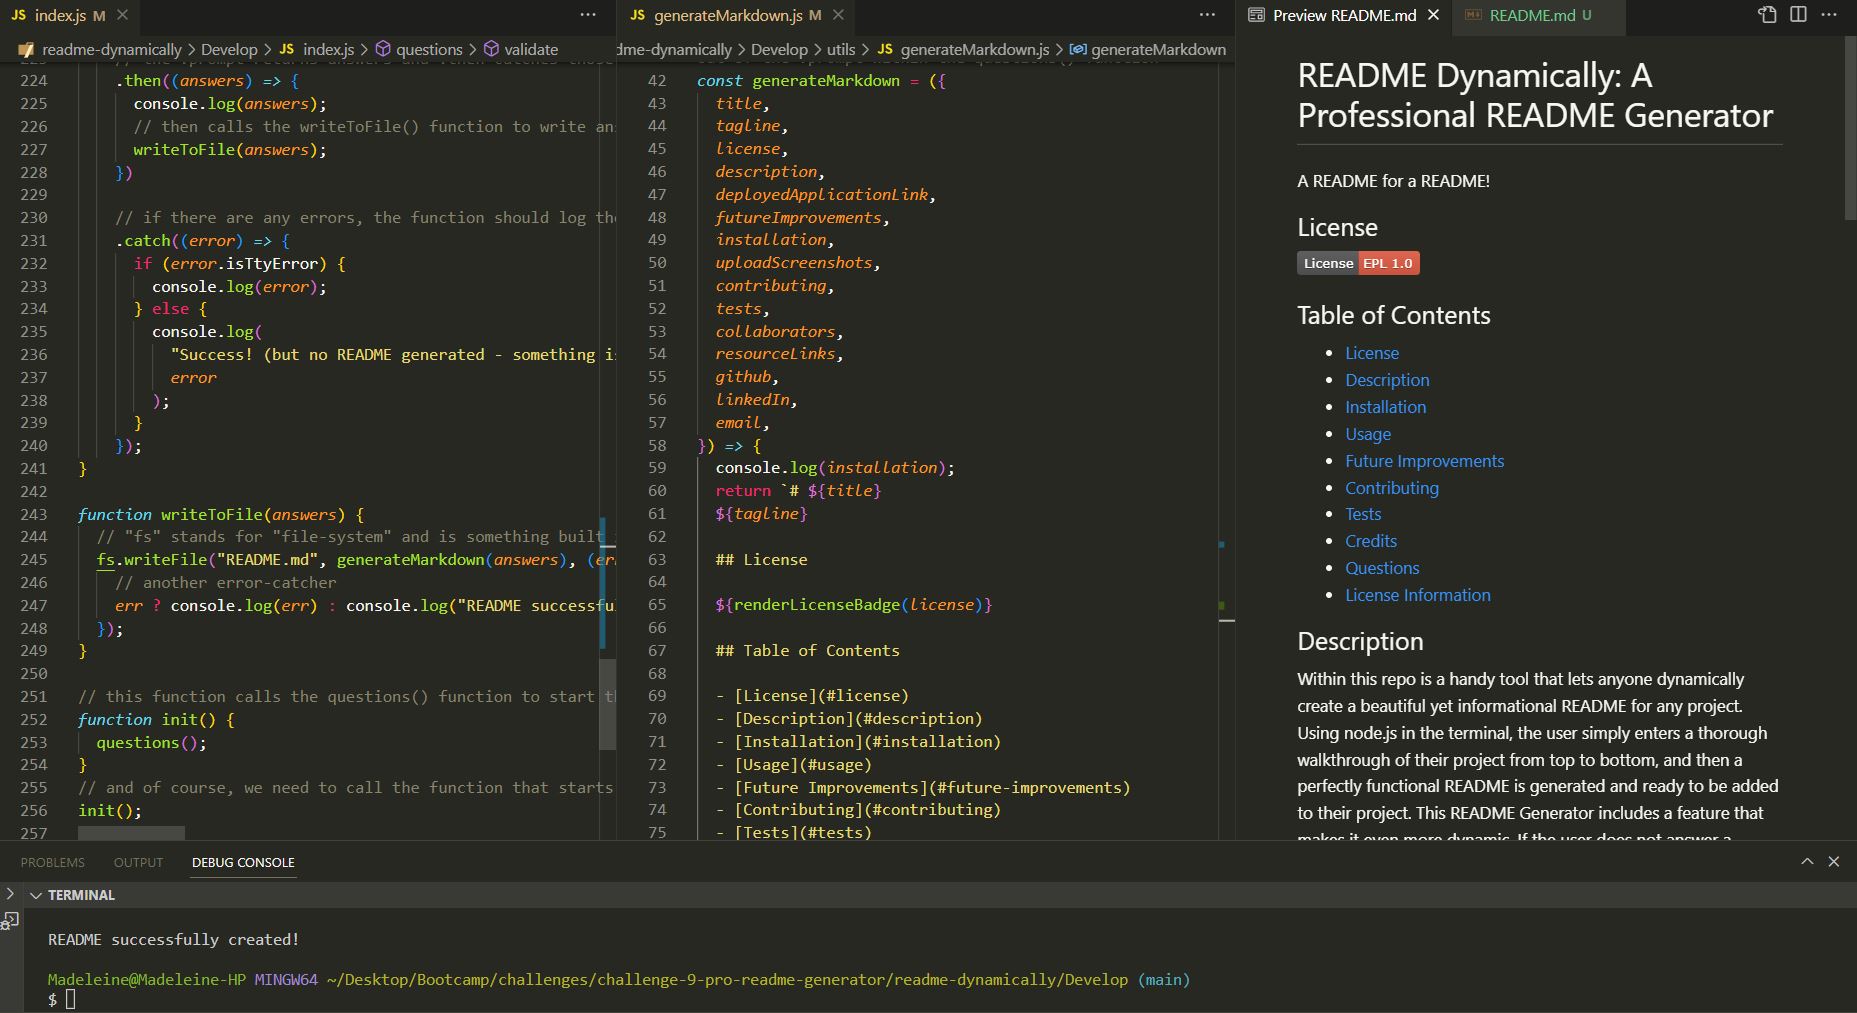 JS index.js M
readme-dynamically > Develop > JS index.js > questions > validate
224 .then((answers) => {
225 console.log(answers);
226 // then calls the writeToFile() function to write an
227 writeToFile(answers);
228 })
229
230 // if there are any errors, the function should log the
231 .catch((error) => {
232 if (error.isTtyError) {
233 console.log(error);
234 } else {
235 console.log(
236 "Success! (but no README generated - something is
237 error
238 );
239 }
240 });
241 }
242
243 function writeToFile(answers) {
244 // "fs" stands for "file-system" and is something built
245 fs.writeFile("README.md", generateMarkdown(answers), (er
246 // another error-catcher
247 err ? console.log(err) : console.log("README successfu
248 });
249 }
250
251 // this function calls the questions() function to start t
252 function init() {
253 questions();
254 }
255 // and of course, we need to call the function that starts
256 init();
257
JS generateMarkdown.js M
dme-dynamically > Develop > utils > JS generateMarkdown.js > generateMarkdown
42 const generateMarkdown = ({
43 title,
44 tagline,
45 license,
46 description,
47 deployedApplicationLink,
48 futureImprovements,
49 installation,
50 uploadScreenshots,
51 contributing,
52 tests,
53 collaborators,
54 resourceLinks,
55 github,
56 linkedIn,
57 email,
58 }) => {
59 console.log(installation);
60 return `# ${title}
61 ${tagline}
62
63 ## License
64
65 ${renderLicenseBadge(license)}
66
67 ## Table of Contents
68
69 - [License](#license)
70 - [Description](#description)
71 - [Installation](#installation)
72 - [Usage](#usage)
73 - [Future Improvements](#future-improvements)
74 - [Contributing](#contributing)
75 - [Tests](#tests)
Preview README.md README.md U
README Dynamically: A
Professional README Generator
A README for a README!
License
License EPL 1.0
Table of Contents
• License
• Description
• Installation
• Usage
• Future Improvements
• Contributing
• Tests
• Credits
• Questions
• License Information
Description
Within this repo is a handy tool that lets anyone dynamically
create a beautiful yet informational README for any project.
Using node.js in the terminal, the user simply enters a thorough
walkthrough of their project from top to bottom, and then a
perfectly functional README is generated and ready to be added
to their project. This README Generator includes a feature that
makes it even more dynamic. If the user does not answer a
PROBLEMS OUTPUT DEBUG CONSOLE
TERMINAL
README successfully created!
Madeleine@Madeleine-HP MINGW64 ~/Desktop/Bootcamp/challenges/challenge-9-pro-readme-generator/readme-dynamically/Develop (main)
$